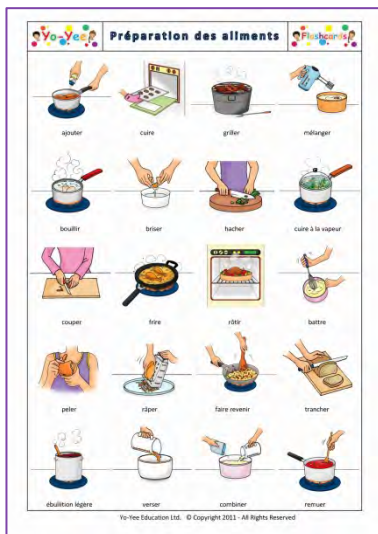 Yo-Yee Préparation des aliments Flashcards
ajouter cuire griller mélanger
bouillir briser hacher cuire à la vapeur
couper frire rôtir battre
peler râper faire revenir trancher
ébullition légère verser combiner remuer
Yo-Yee Education Ltd. © Copyright 2011 - All Rights Reserved